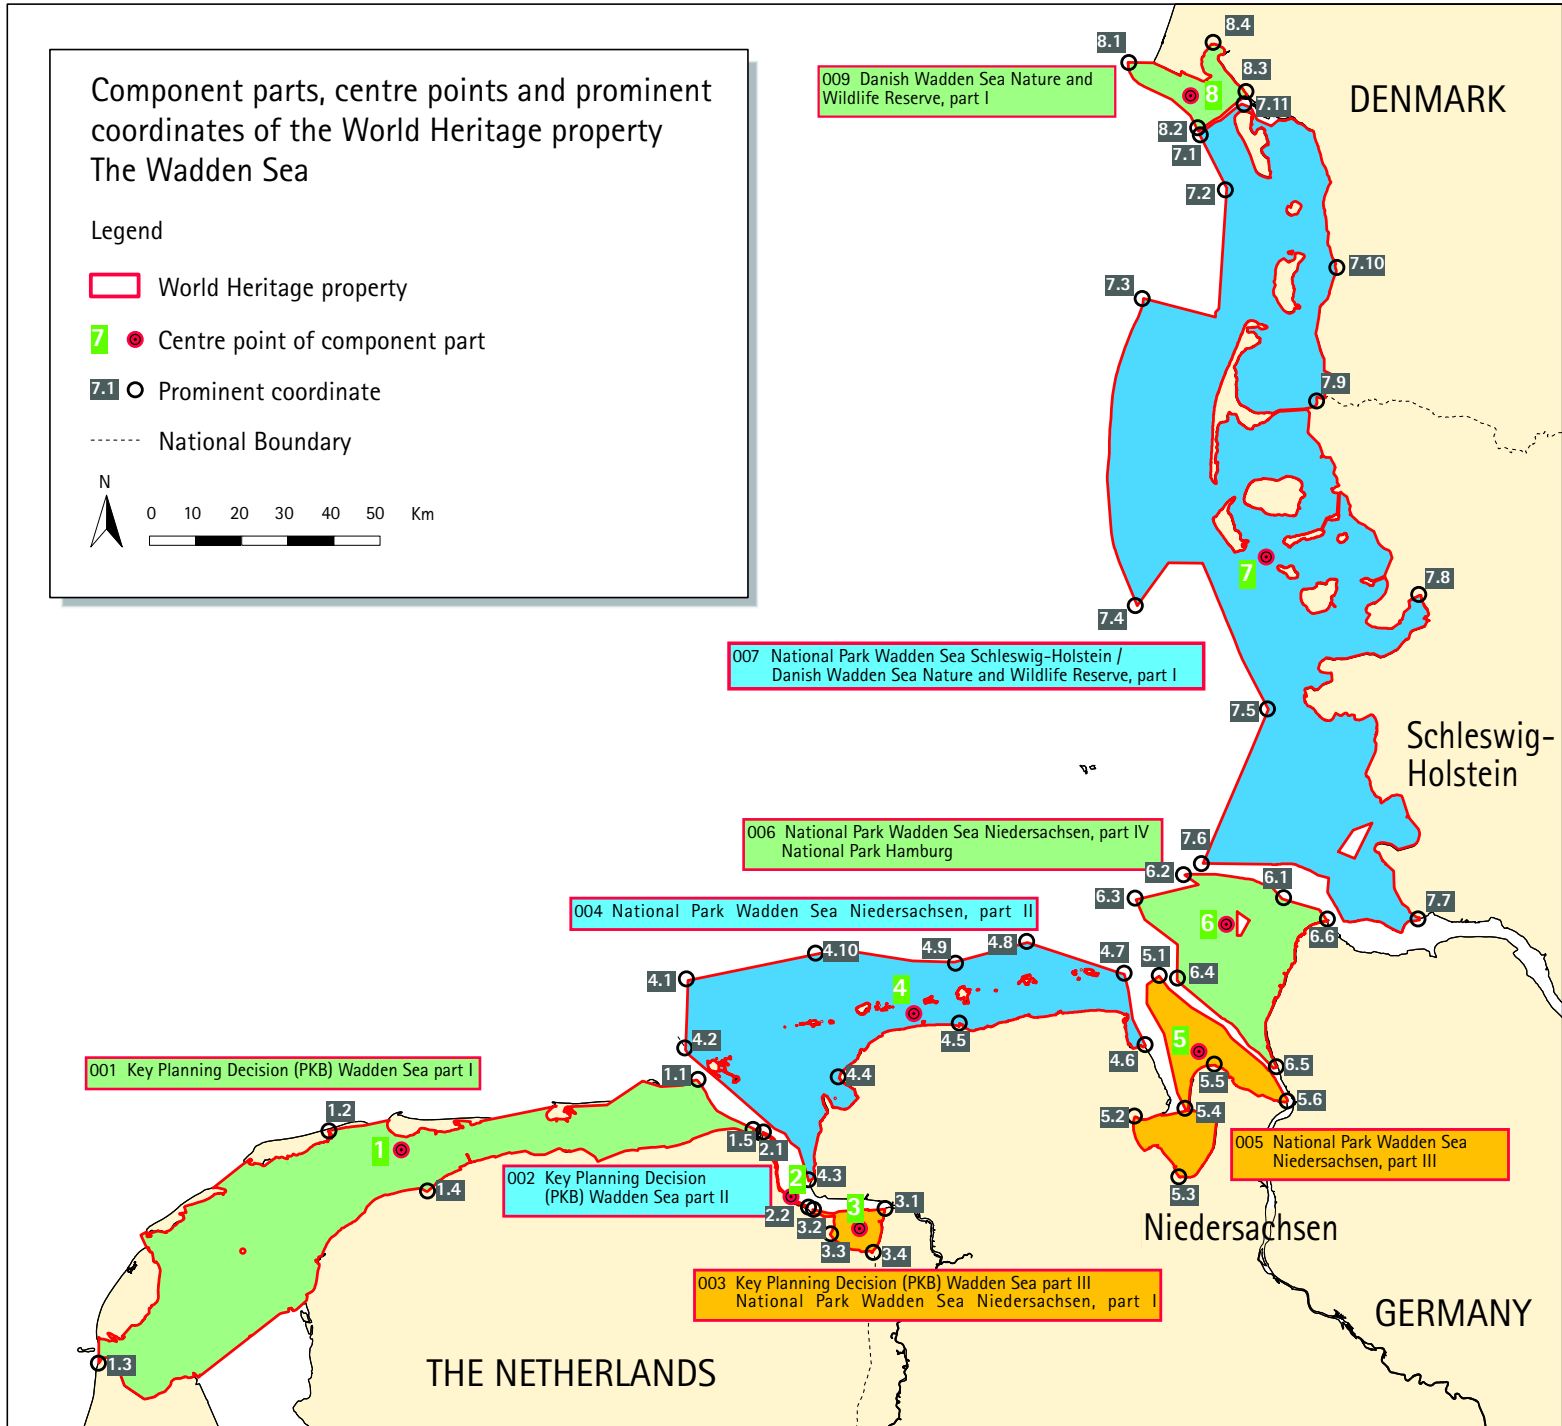 Component parts, centre points and prominent
coordinates of the World Heritage property
The Wadden Sea
Legend
World Heritage property
7 Centre point of component part
7.1 Prominent coordinate
National Boundary
N
0 10 20 30 40 50 Km
009 Danish Wadden Sea Nature and
Wildlife Reserve, part I
8.1
8.4
8.3
8
7.11
8.2
7.1
7.2
DENMARK
7.10
7.3
7.9
7
7.8
7.4
007 National Park Wadden Sea Schleswig-Holstein /
Danish Wadden Sea Nature and Wildlife Reserve, part I
7.5
Schleswig-
Holstein
006 National Park Wadden Sea Niedersachsen, part IV
National Park Hamburg
7.6
6.2
6.1
6.3
7.7
6
6.6
004 National Park Wadden Sea Niedersachsen, part II
4.10
4.9
4.8
4.7
5.1
6.4
4.1
4
4.5
4.2
4.6
5
5.5
6.5
001 Key Planning Decision (PKB) Wadden Sea part I
1.1
4.4
5.6
1.2
5.2
5.4
1
1.5
2.1
005 National Park Wadden Sea
Niedersachsen, part III
002 Key Planning Decision
(PKB) Wadden Sea part II
2
4.3
1.4
5.3
2.2
3
3.1
3.2
3.3
3.4
Niedersachsen
003 Key Planning Decision (PKB) Wadden Sea part III
National Park Wadden Sea Niedersachsen, part I
GERMANY
1.3
THE NETHERLANDS